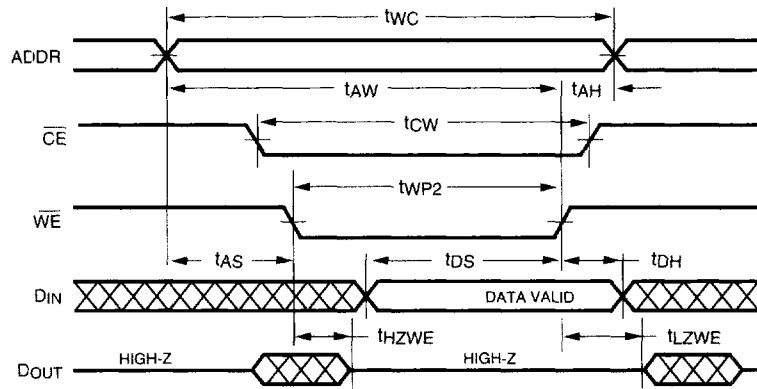 tWC
ADDR
tAW
tAH
CE
tCW
WE
tWP2
tAS
tDS
tDH
DIN
DATA VALID
tHZWE
tLZWE
DOUT
HIGH-Z
HIGH-Z